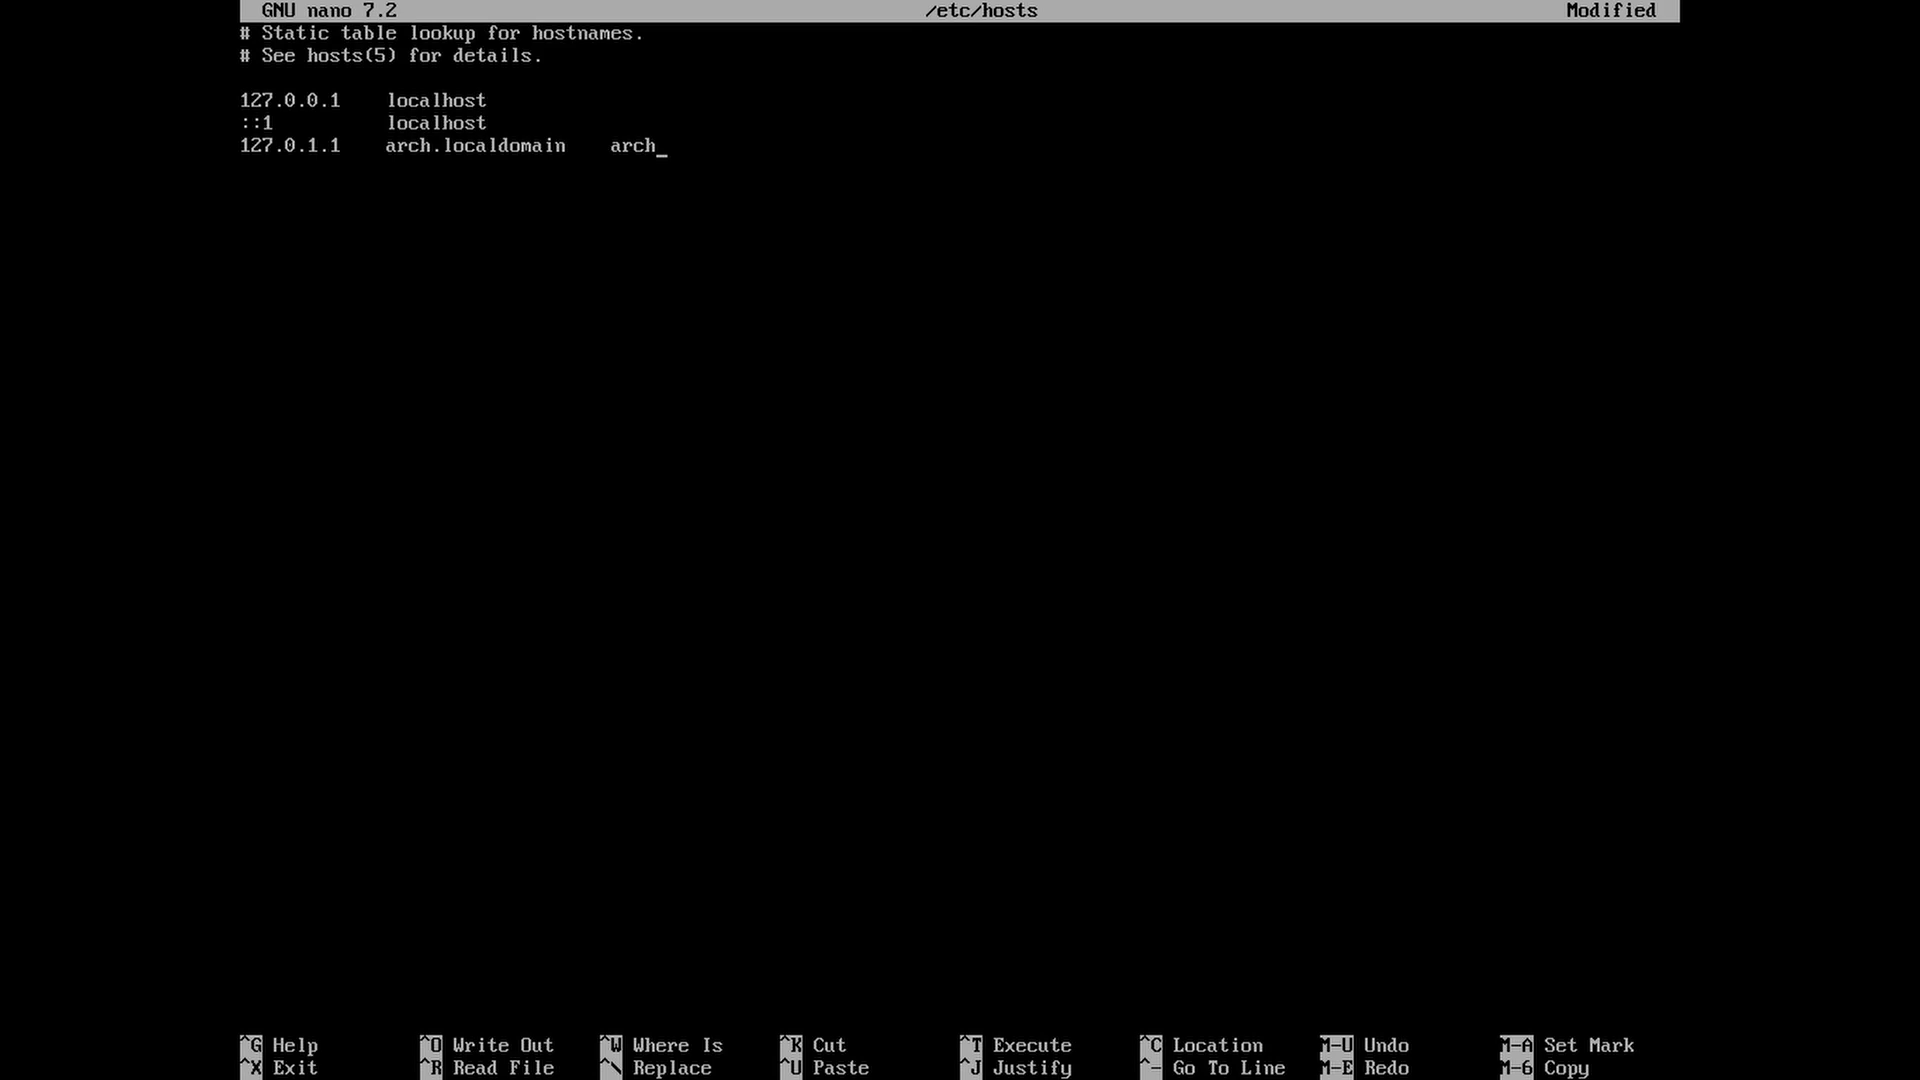 GNU nano 7.2 /etc/hosts Modified
# Static table lookup for hostnames.
# See hosts(5) for details.
127.0.0.1 localhost
::1 localhost
127.0.1.1 arch.localdomain arch_
^G Help ^O Write Out ^W Where Is ^K Cut ^T Execute ^C Location M-U Undo M-A Set Mark
^X Exit ^R Read File ^\ Replace ^U Paste ^J Justify ^- Go To Line M-E Redo M-6 Copy